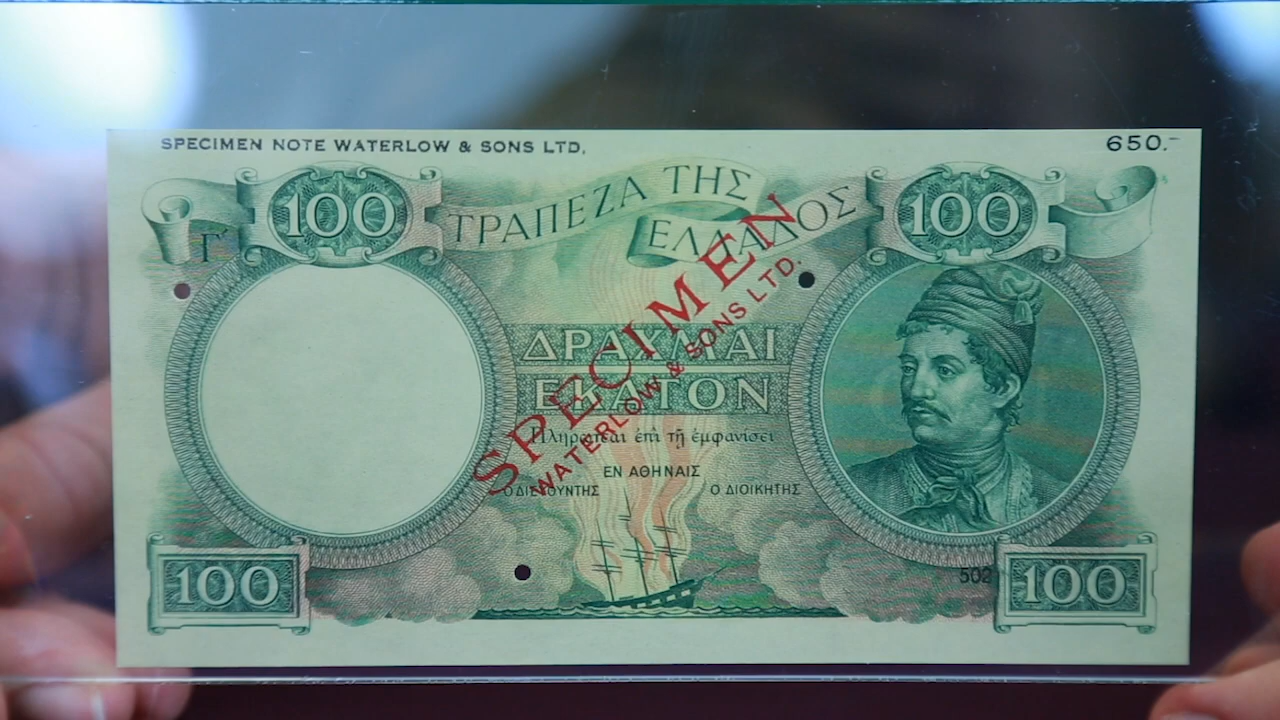 SPECIMEN NOTE WATERLOW & SONS LTD.
650.-
100
100
ΤΡΑΠΕΖΑ ΤΗΣ
ΕΛΛΑΔΟΣ
Γ'
ΔΡΑΧΜΑΙ
ΕΚΑΤΟΝ
SPECIMEN
WATERLOW & SONS LTD.
Πληρωτέαι ἐπὶ τῇ ἐμφανίσει
ΕΝ ΑΘΗΝΑΙΣ
Ο ΔΙΕΥΘΥΝΤΗΣ
Ο ΔΙΟΙΚΗΤΗΣ
502
100
100